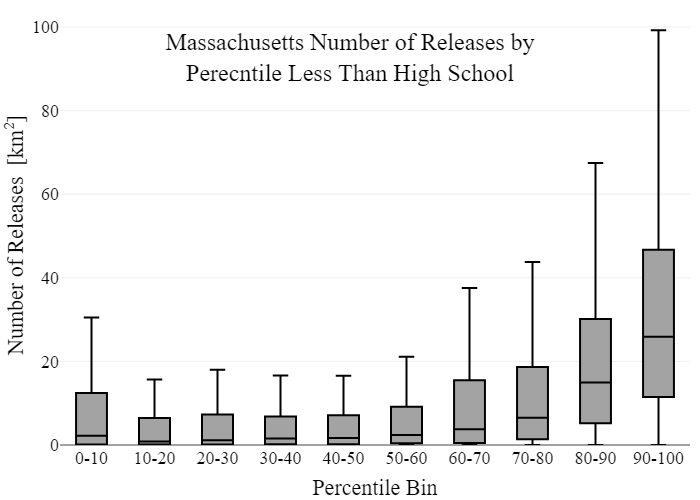 Massachusetts Number of Releases by
Perecntile Less Than High School
Number of Releases [km²]
100
80
60
40
20
0
0-10 10-20 20-30 30-40 40-50 50-60 60-70 70-80 80-90 90-100
Percentile Bin